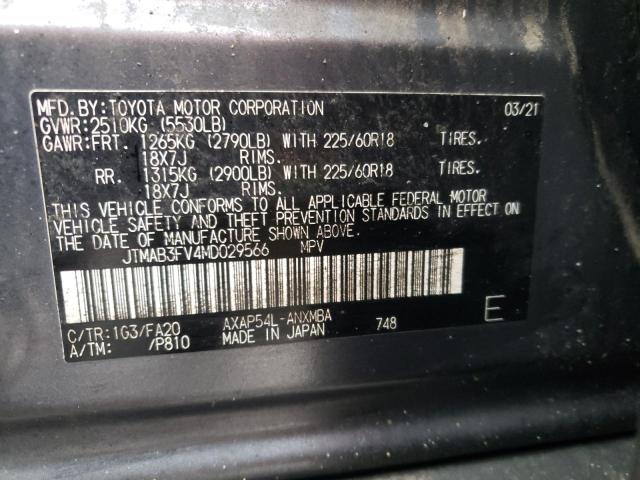 MFD. BY: TOYOTA MOTOR CORPORATION 03/21
GVWR: 2510KG (5530LB)
GAWR: FRT. 1265KG (2790LB) WITH 225/60R18 TIRES.
18X7J RIMS.
RR. 1315KG (2900LB) WITH 225/60R18 TIRES.
18X7J RIMS.
THIS VEHICLE CONFORMS TO ALL APPLICABLE FEDERAL MOTOR
VEHICLE SAFETY AND THEFT PREVENTION STANDARDS IN EFFECT ON
THE DATE OF MANUFACTURE SHOWN ABOVE.
JTMAB3FV4MD029566 MPV
C/TR: 1G3/FA20 AXAP54L-ANXMBA 748 E
A/TM: /P810 MADE IN JAPAN